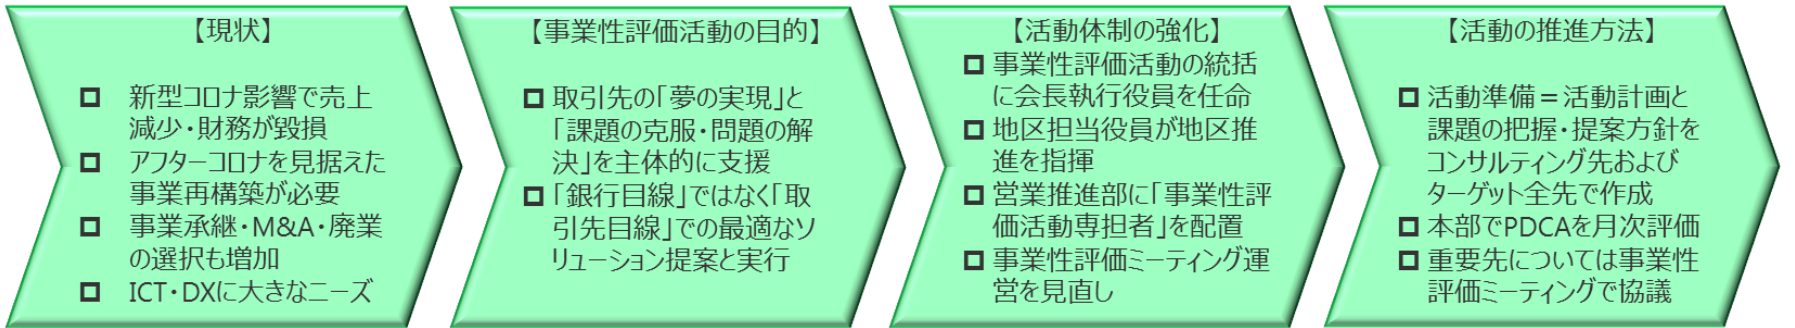 【現状】
❑ 新型コロナ影響で売上
減少・財務が毀損
❑ アフターコロナを見据えた
事業再構築が必要
❑ 事業承継・M&A・廃業
の選択も増加
❑ ICT・DXに大きなニーズ
【事業性評価活動の目的】
❑ 取引先の「夢の実現」と
「課題の克服・問題の解
決」を主体的に支援
❑ 「銀行目線」ではなく「取
引先目線」での最適なソ
リューション提案と実行
【活動体制の強化】
❑ 事業性評価活動の統括
に会長執行役員を任命
❑ 地区担当役員が地区推
進を指揮
❑ 営業推進部に「事業性評
価活動専担者」を配置
❑ 事業性評価ミーティング運
営を見直し
【活動の推進方法】
❑ 活動準備＝活動計画と
課題の把握・提案方針を
コンサルティング先および
ターゲット全先で作成
❑ 本部でPDCAを月次評価
❑ 重要先については事業性
評価ミーティングで協議